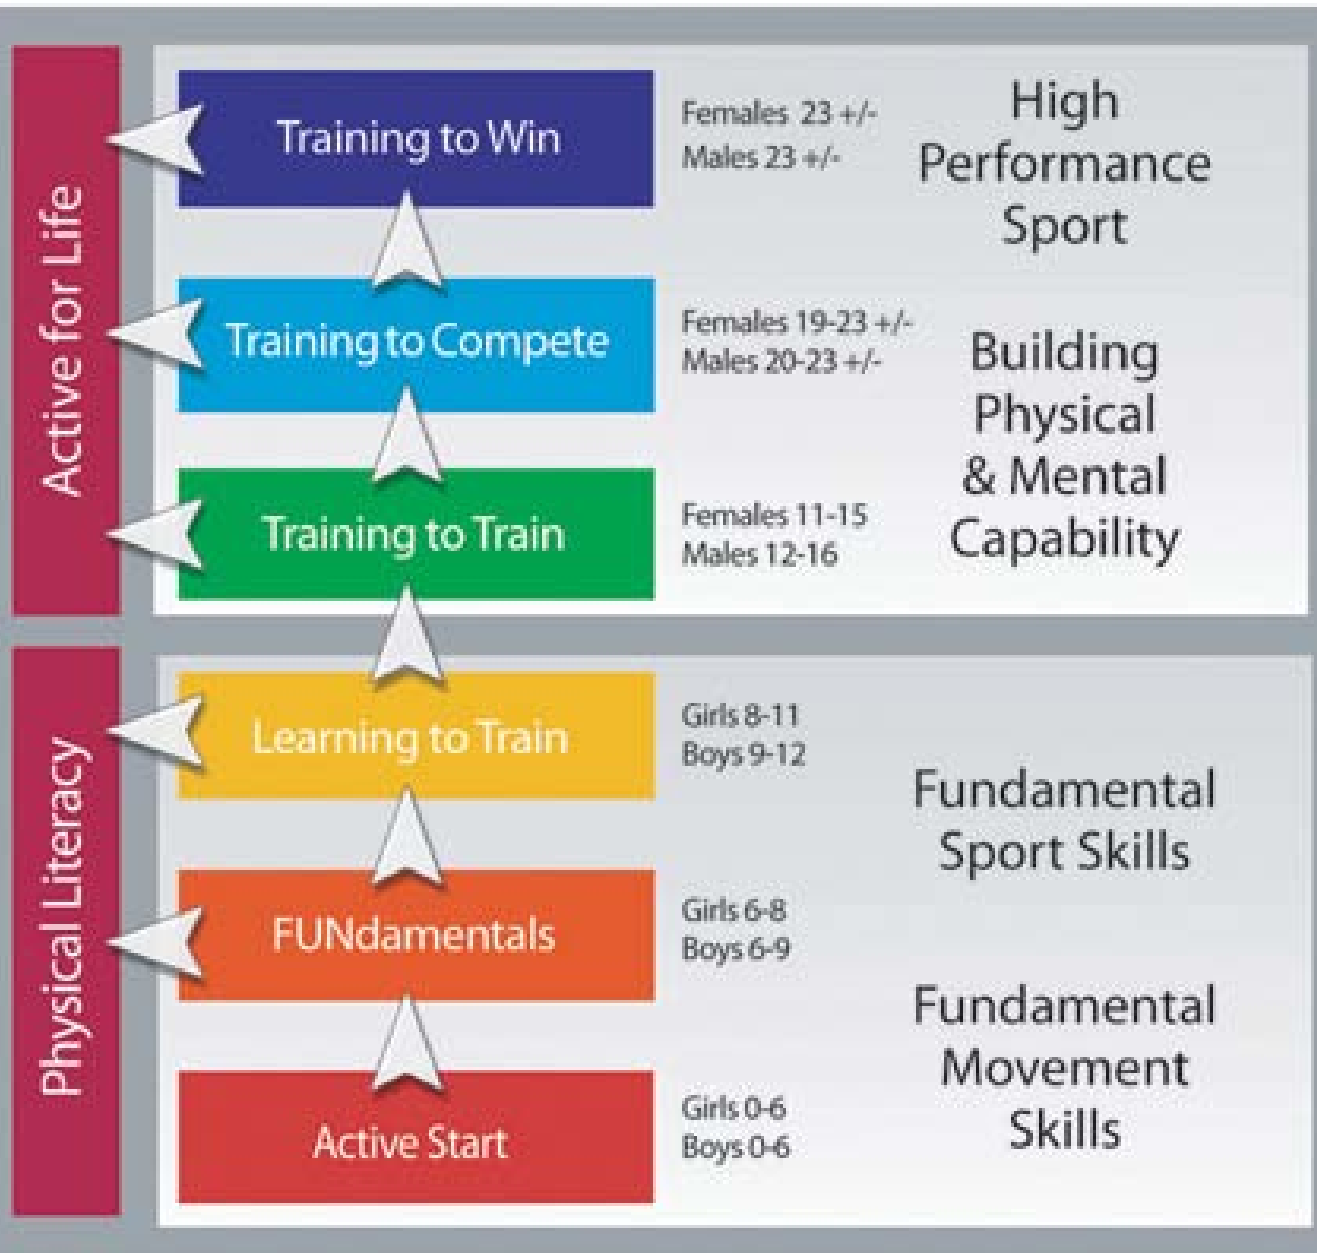 Active for Life
Training to Win
Females 23 +/-
Males 23 +/-
High
Performance
Sport
Training to Compete
Females 19-23 +/-
Males 20-23 +/-
Building
Physical
& Mental
Capability
Training to Train
Females 11-15
Males 12-16
Physical Literacy
Learning to Train
Girls 8-11
Boys 9-12
Fundamental
Sport Skills
FUNdamentals
Girls 6-8
Boys 6-9
Fundamental
Movement
Skills
Active Start
Girls 0-6
Boys 0-6